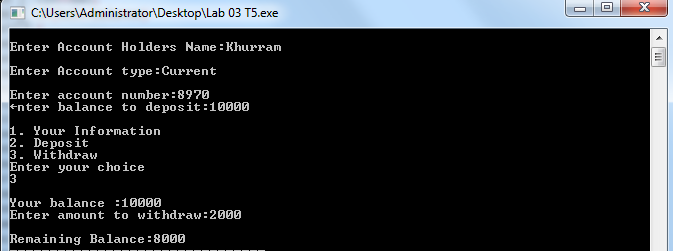 C:\Users\Administrator\Desktop\Lab 03 T5.exe
Enter Account Holders Name:Khurram
Enter Account type:Current
Enter account number:8970
←nter balance to deposit:10000
1. Your Information
2. Deposit
3. Withdraw
Enter your choice
3
Your balance :10000
Enter amount to withdraw:2000
Remaining Balance:8000